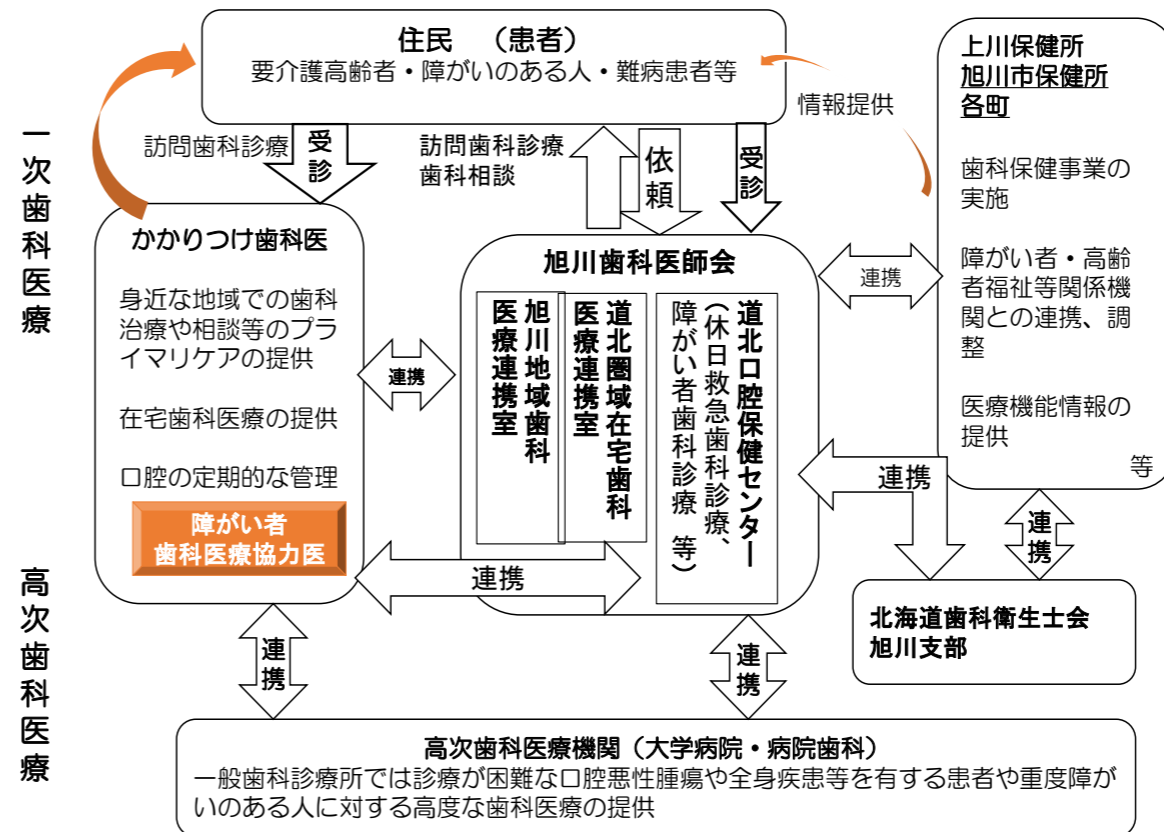 住民　（患者）
要介護高齢者・障がいのある人・難病患者等
上川保健所
旭川市保健所
各町
歯科保健事業の
実施
障がい者・高齢
者福祉等関係機
関との連携、調
整
医療機能情報の
提供
等
情報提供
一次歯科医療
訪問歯科診療
受診
訪問歯科診療
歯科相談
依頼
受診
かかりつけ歯科医
身近な地域での歯科
治療や相談等のプラ
イマリケアの提供
在宅歯科医療の提供
口腔の定期的な管理
障がい者
歯科医療協力医
連携
旭川歯科医師会
旭川地域歯科
医療連携室
道北圏域在宅歯科
医療連携室
道北口腔保健センター
（休日救急歯科診療、
障がい者歯科診療　等）
連携
連携
連携
連携
北海道歯科衛生士会
旭川支部
高次歯科医療
連携
連携
高次歯科医療機関（大学病院・病院歯科）
一般歯科診療所では診療が困難な口腔悪性腫瘍や全身疾患等を有する患者や重度障が
いのある人に対する高度な歯科医療の提供